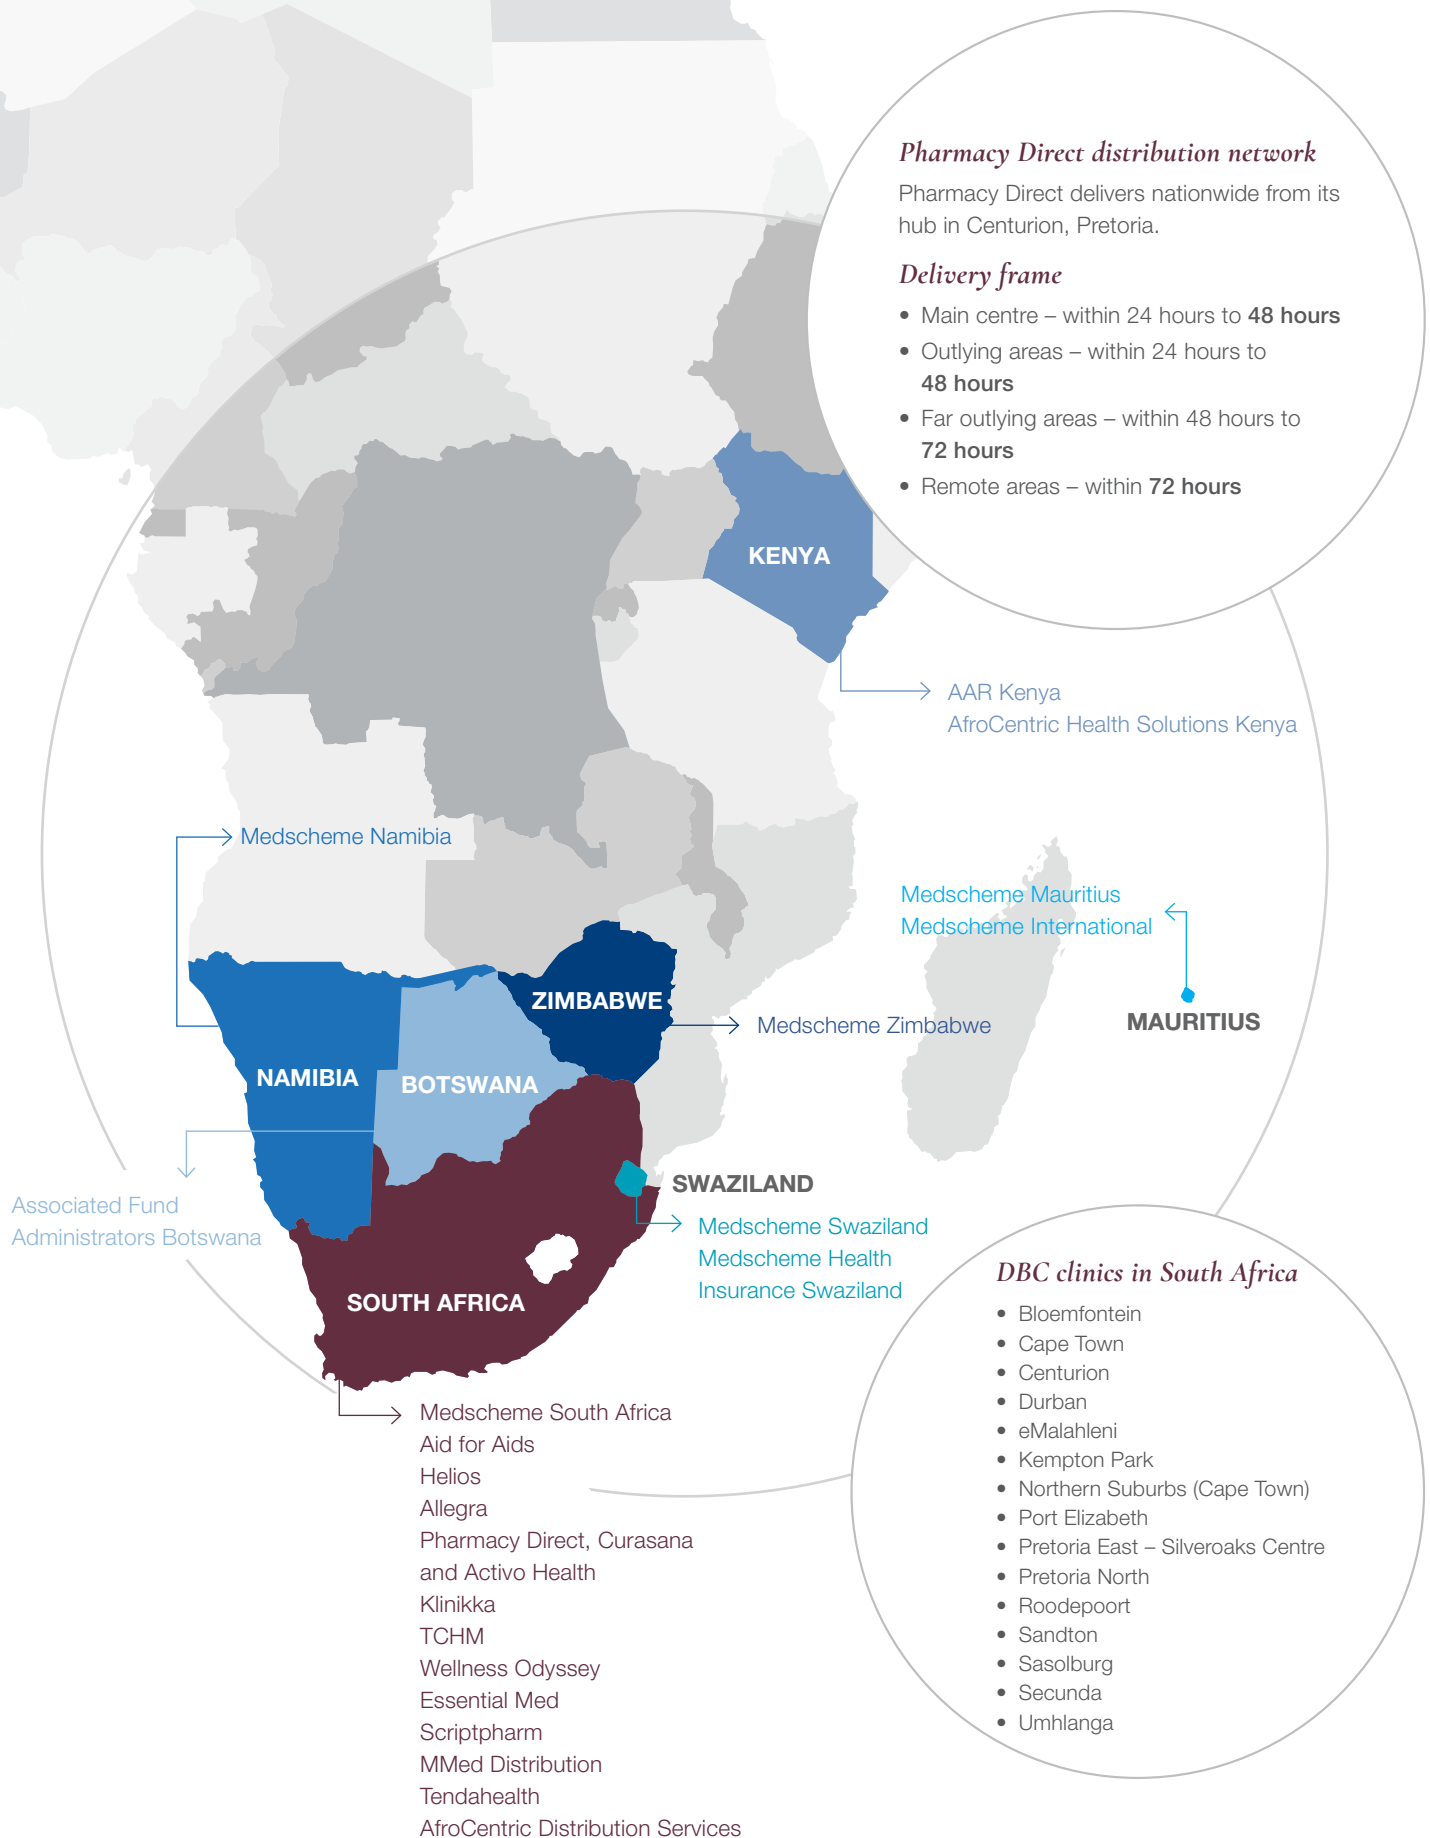 Pharmacy Direct distribution network
Pharmacy Direct delivers nationwide from its
hub in Centurion, Pretoria.
Delivery frame
• Main centre – within 24 hours to 48 hours
• Outlying areas – within 24 hours to
48 hours
• Far outlying areas – within 48 hours to
72 hours
• Remote areas – within 72 hours
KENYA
AAR Kenya
AfroCentric Health Solutions Kenya
Medscheme Namibia
Medscheme Mauritius
Medscheme International
MAURITIUS
ZIMBABWE
Medscheme Zimbabwe
NAMIBIA
BOTSWANA
Associated Fund
Administrators Botswana
SWAZILAND
Medscheme Swaziland
Medscheme Health
Insurance Swaziland
SOUTH AFRICA
Medscheme South Africa
Aid for Aids
Helios
Allegra
Pharmacy Direct, Curasana
and Activo Health
Klinikka
TCHM
Wellness Odyssey
Essential Med
Scriptpharm
MMed Distribution
Tendahealth
AfroCentric Distribution Services
DBC clinics in South Africa
• Bloemfontein
• Cape Town
• Centurion
• Durban
• eMalahleni
• Kempton Park
• Northern Suburbs (Cape Town)
• Port Elizabeth
• Pretoria East – Silveroaks Centre
• Pretoria North
• Roodepoort
• Sandton
• Sasolburg
• Secunda
• Umhlanga